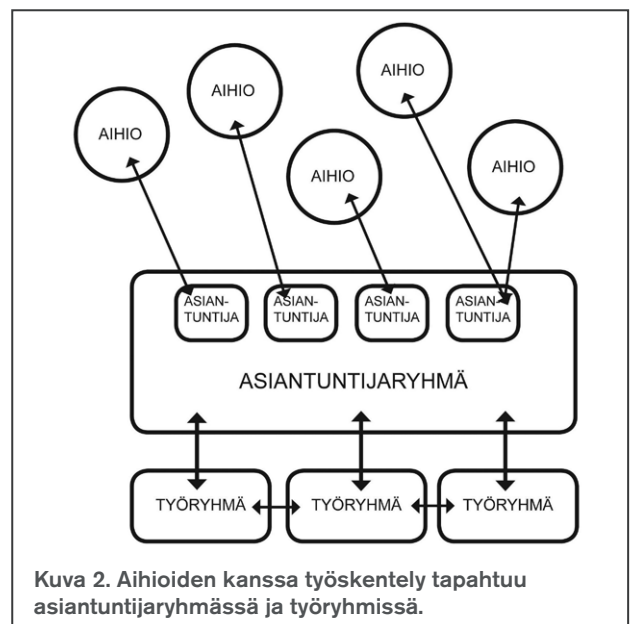 AIHIO
AIHIO
AIHIO
AIHIO
AIHIO
ASIAN-
TUNTIJA
ASIAN-
TUNTIJA
ASIAN-
TUNTIJA
ASIAN-
TUNTIJA
ASIANTUNTIJARYHMÄ
TYÖRYHMÄ
TYÖRYHMÄ
TYÖRYHMÄ
Kuva 2. Aihioiden kanssa työskentely tapahtuu
asiantuntijaryhmässä ja työryhmissä.